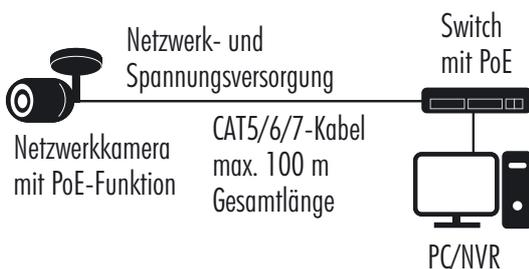 Netzwerk- und
Spannungsversorgung
Switch
mit PoE
Netzwerkkamera
mit PoE-Funktion
CAT5/6/7-Kabel
max. 100 m
Gesamtlänge
PC/NVR